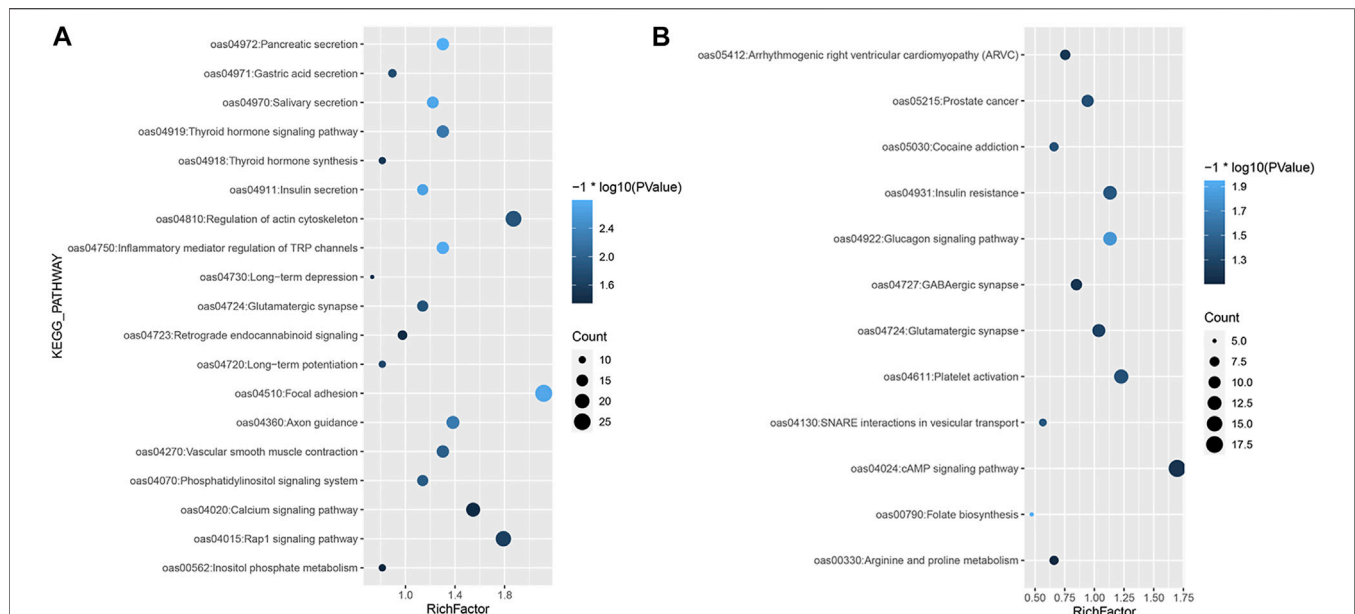 A
KEGG_PATHWAY
oas04972:Pancreatic secretion
oas04971:Gastric acid secretion
oas04970:Salivary secretion
oas04919:Thyroid hormone signaling pathway
oas04918:Thyroid hormone synthesis
oas04911:Insulin secretion
oas04810:Regulation of actin cytoskeleton
oas04750:Inflammatory mediator regulation of TRP channels
oas04730:Long−term depression
oas04724:Glutamatergic synapse
oas04723:Retrograde endocannabinoid signaling
oas04720:Long−term potentiation
oas04510:Focal adhesion
oas04360:Axon guidance
oas04270:Vascular smooth muscle contraction
oas04070:Phosphatidylinositol signaling system
oas04020:Calcium signaling pathway
oas04015:Rap1 signaling pathway
oas00562:Inositol phosphate metabolism
1.0 1.4 1.8
RichFactor
−1 * log10(PValue)
2.4
2.0
1.6
Count
10
15
20
25
B
oas05412:Arrhythmogenic right ventricular cardiomyopathy (ARVC)
oas05215:Prostate cancer
oas05030:Cocaine addiction
oas04931:Insulin resistance
oas04922:Glucagon signaling pathway
oas04727:GABAergic synapse
oas04724:Glutamatergic synapse
oas04611:Platelet activation
oas04130:SNARE interactions in vesicular transport
oas04024:cAMP signaling pathway
oas00790:Folate biosynthesis
oas00330:Arginine and proline metabolism
0.50 0.75 1.00 1.25 1.50 1.75
RichFactor
−1 * log10(PValue)
1.9
1.7
1.5
1.3
Count
5.0
7.5
10.0
12.5
15.0
17.5